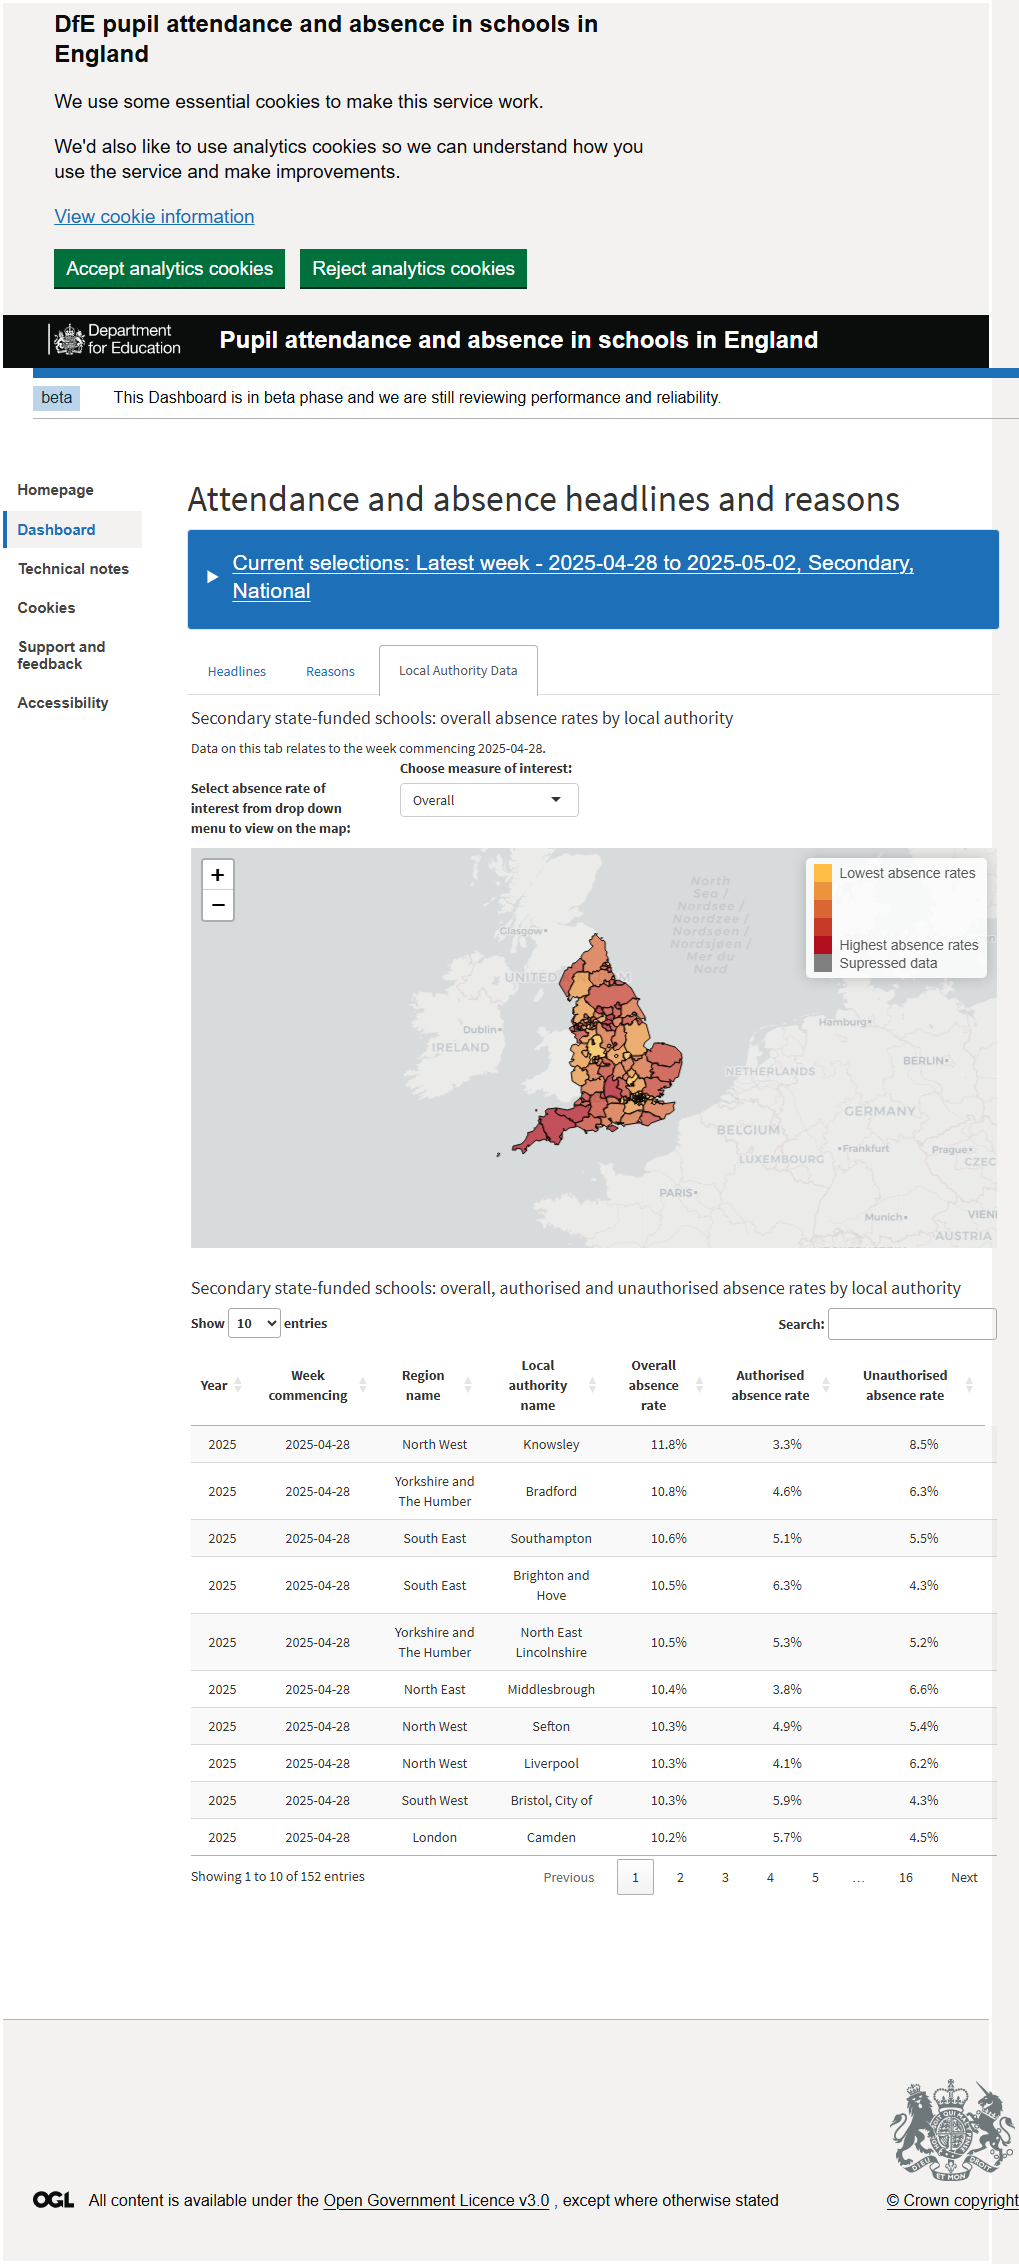 DfE pupil attendance and absence in schools in
England
We use some essential cookies to make this service work.
We'd also like to use analytics cookies so we can understand how you
use the service and make improvements.
View cookie information
Accept analytics cookies Reject analytics cookies
Department
for Education
Pupil attendance and absence in schools in England
beta This Dashboard is in beta phase and we are still reviewing performance and reliability.
Homepage
Dashboard
Technical notes
Cookies
Support and
feedback
Accessibility
Attendance and absence headlines and reasons
Current selections: Latest week - 2025-04-28 to 2025-05-02, Secondary,
National
Headlines Reasons Local Authority Data
Secondary state-funded schools: overall absence rates by local authority
Data on this tab relates to the week commencing 2025-04-28.
Select absence rate of
interest from drop down
menu to view on the map:
Choose measure of interest:
Overall
+
−
Lowest absence rates
Highest absence rates
Supressed data
North
Sea /
Nordsee /
Noordzee /
Nordsøen /
Nordsjøen /
Mer du
Nord
Glasgow
UNITED
Dublin
IRELAND
Hamburg
BERLIN
NETHERLANDS
GERMANY
BELGIUM
Frankfurt
Prague
LUXEMBOURG
CZEC
PARIS
Munich
VIEN
AUSTRIA
Secondary state-funded schools: overall, authorised and unauthorised absence rates by local authority
Show 10 entries Search:
Year Week commencing Region name Local authority name Overall absence rate Authorised absence rate Unauthorised absence rate
2025 2025-04-28 North West Knowsley 11.8% 3.3% 8.5%
2025 2025-04-28 Yorkshire and The Humber Bradford 10.8% 4.6% 6.3%
2025 2025-04-28 South East Southampton 10.6% 5.1% 5.5%
2025 2025-04-28 South East Brighton and Hove 10.5% 6.3% 4.3%
2025 2025-04-28 Yorkshire and The Humber North East Lincolnshire 10.5% 5.3% 5.2%
2025 2025-04-28 North East Middlesbrough 10.4% 3.8% 6.6%
2025 2025-04-28 North West Sefton 10.3% 4.9% 5.4%
2025 2025-04-28 North West Liverpool 10.3% 4.1% 6.2%
2025 2025-04-28 South West Bristol, City of 10.3% 5.9% 4.3%
2025 2025-04-28 London Camden 10.2% 5.7% 4.5%
Showing 1 to 10 of 152 entries Previous 1 2 3 4 5 … 16 Next
OGL All content is available under the Open Government Licence v3.0 , except where otherwise stated
© Crown copyright